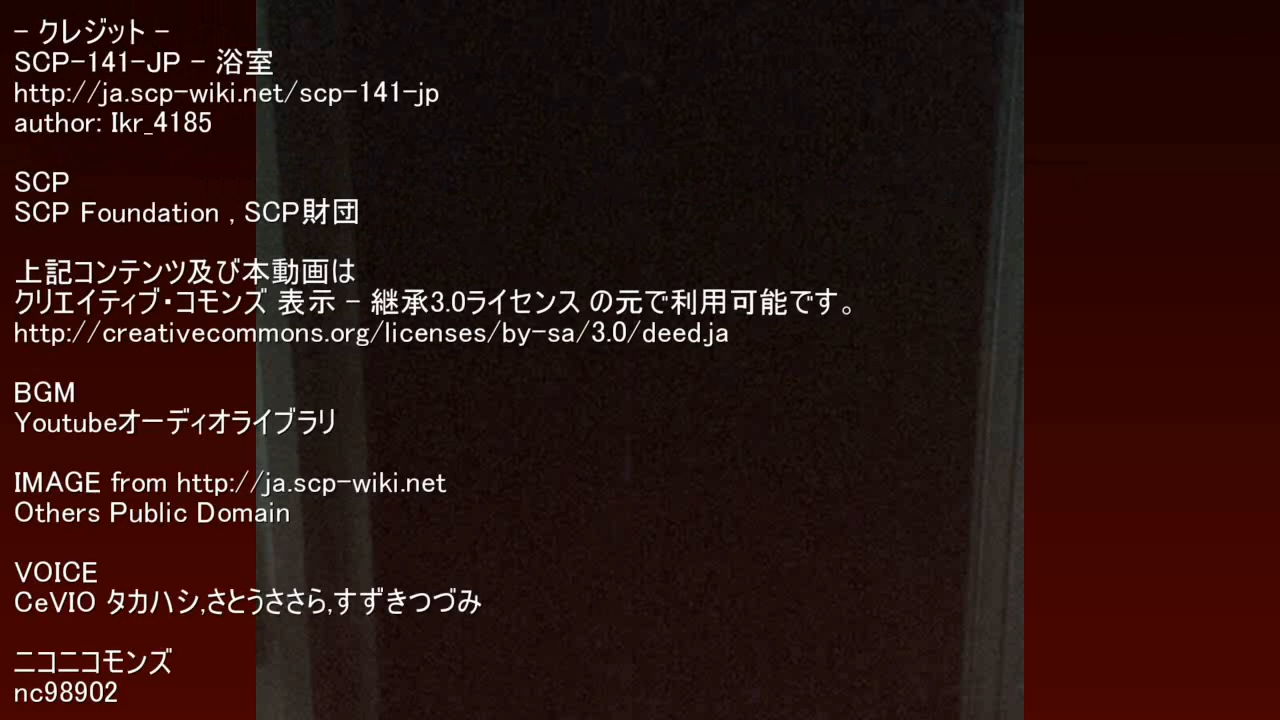 - クレジット -
SCP-141-JP - 浴室
http://ja.scp-wiki.net/scp-141-jp
author: Ikr_4185
SCP
SCP Foundation , SCP財団
上記コンテンツ及び本動画は
クリエイティブ・コモンズ 表示 - 継承3.0ライセンス の元で利用可能です。
http://creativecommons.org/licenses/by-sa/3.0/deed.ja
BGM
Youtubeオーディオライブラリ
IMAGE from http://ja.scp-wiki.net
Others Public Domain
VOICE
CeVIO タカハシ,さとうささら,すずきつづみ
ニコニコモンズ
nc98902